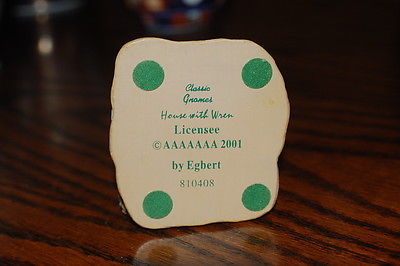 Classic
Gnomes
House with Wren
Licensee
© AAAAAAA 2001
by Egbert
810408